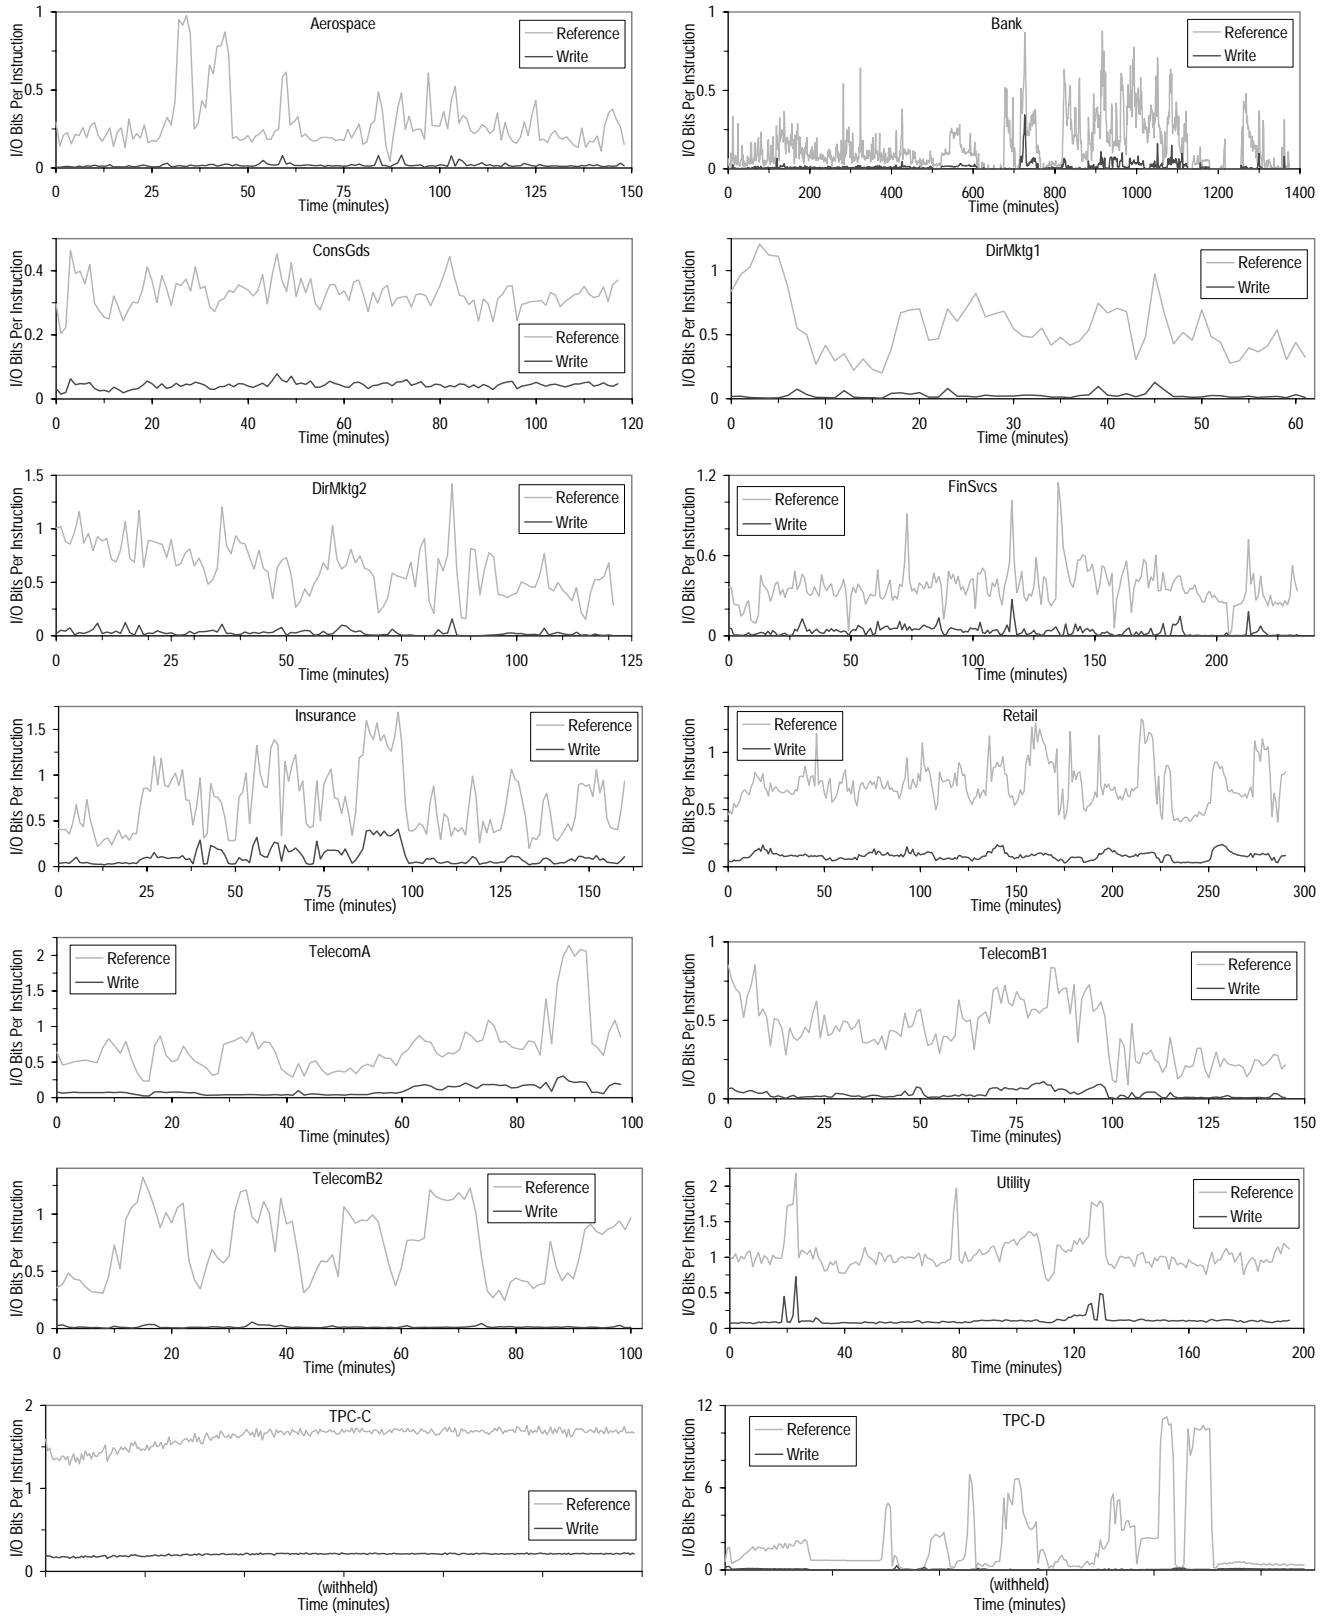 Aerospace
I/O Bits Per Instruction
1
0.5
0
Reference
Write
0 25 50 75 100 125 150
Time (minutes)
Bank
I/O Bits Per Instruction
1
0.5
0
Reference
Write
0 200 400 600 800 1000 1200 1400
Time (minutes)
ConsGds
I/O Bits Per Instruction
0.4
0.2
0
Reference
Write
0 20 40 60 80 100 120
Time (minutes)
DirMktg1
I/O Bits Per Instruction
1
0.5
0
Reference
Write
0 10 20 30 40 50 60
Time (minutes)
DirMktg2
I/O Bits Per Instruction
1.5
1
0.5
0
Reference
Write
0 25 50 75 100 125
Time (minutes)
FinSvcs
I/O Bits Per Instruction
1.2
0.6
0
Reference
Write
0 50 100 150 200
Time (minutes)
Insurance
I/O Bits Per Instruction
1.5
1
0.5
0
Reference
Write
0 25 50 75 100 125 150
Time (minutes)
Retail
I/O Bits Per Instruction
1
0.5
0
Reference
Write
0 50 100 150 200 250 300
Time (minutes)
TelecomA
I/O Bits Per Instruction
2
1.5
1
0.5
0
Reference
Write
0 20 40 60 80 100
Time (minutes)
TelecomB1
I/O Bits Per Instruction
1
0.5
0
Reference
Write
0 25 50 75 100 125 150
Time (minutes)
TelecomB2
I/O Bits Per Instruction
1
0.5
0
Reference
Write
0 20 40 60 80 100
Time (minutes)
Utility
I/O Bits Per Instruction
2
1.5
1
0.5
0
Reference
Write
0 40 80 120 160 200
Time (minutes)
TPC-C
I/O Bits Per Instruction
2
1
0
Reference
Write
(withheld)
Time (minutes)
TPC-D
I/O Bits Per Instruction
12
6
0
Reference
Write
(withheld)
Time (minutes)